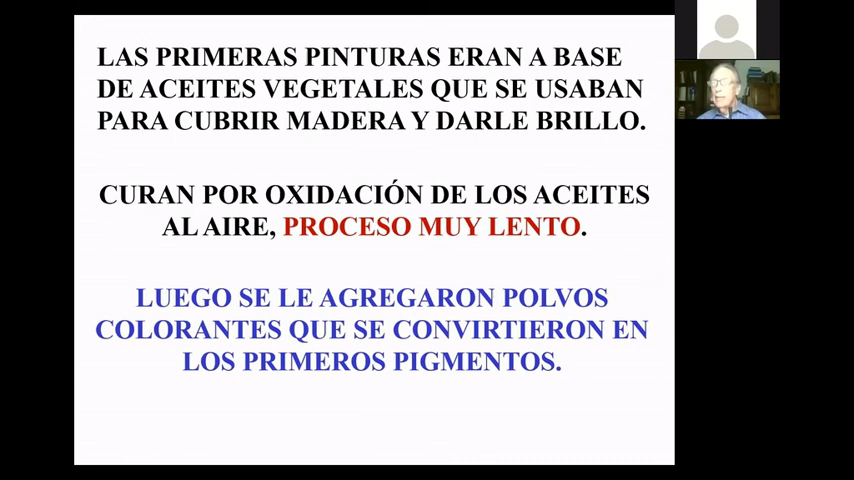 LAS PRIMERAS PINTURAS ERAN A BASE
DE ACEITES VEGETALES QUE SE USABAN
PARA CUBRIR MADERA Y DARLE BRILLO.
CURAN POR OXIDACIÓN DE LOS ACEITES
AL AIRE, PROCESO MUY LENTO.
LUEGO SE LE AGREGARON POLVOS
COLORANTES QUE SE CONVIRTIERON EN
LOS PRIMEROS PIGMENTOS.